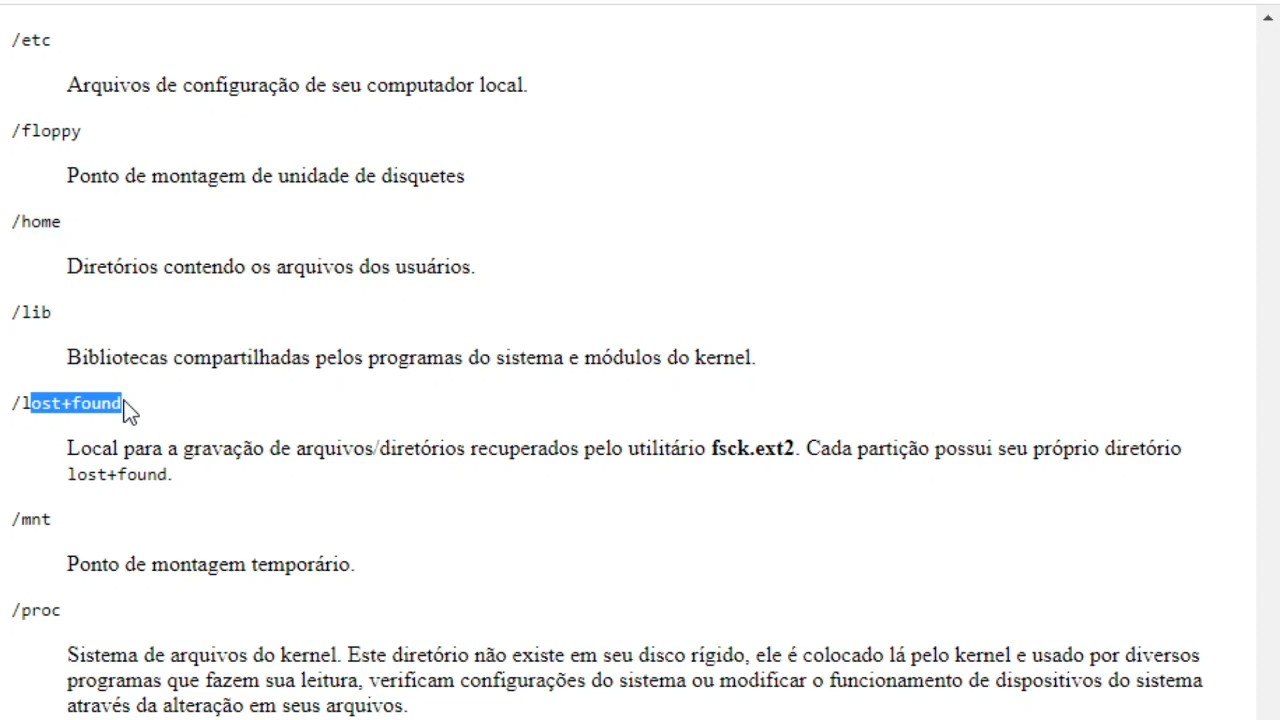 /etc
Arquivos de configuração de seu computador local.
/floppy
Ponto de montagem de unidade de disquetes
/home
Diretórios contendo os arquivos dos usuários.
/lib
Bibliotecas compartilhadas pelos programas do sistema e módulos do kernel.
/lost+found
Local para a gravação de arquivos/diretórios recuperados pelo utilitário fsck.ext2. Cada partição possui seu próprio diretório
lost+found.
/mnt
Ponto de montagem temporário.
/proc
Sistema de arquivos do kernel. Este diretório não existe em seu disco rígido, ele é colocado lá pelo kernel e usado por diversos
programas que fazem sua leitura, verificam configurações do sistema ou modificar o funcionamento de dispositivos do sistema
através da alteração em seus arquivos.